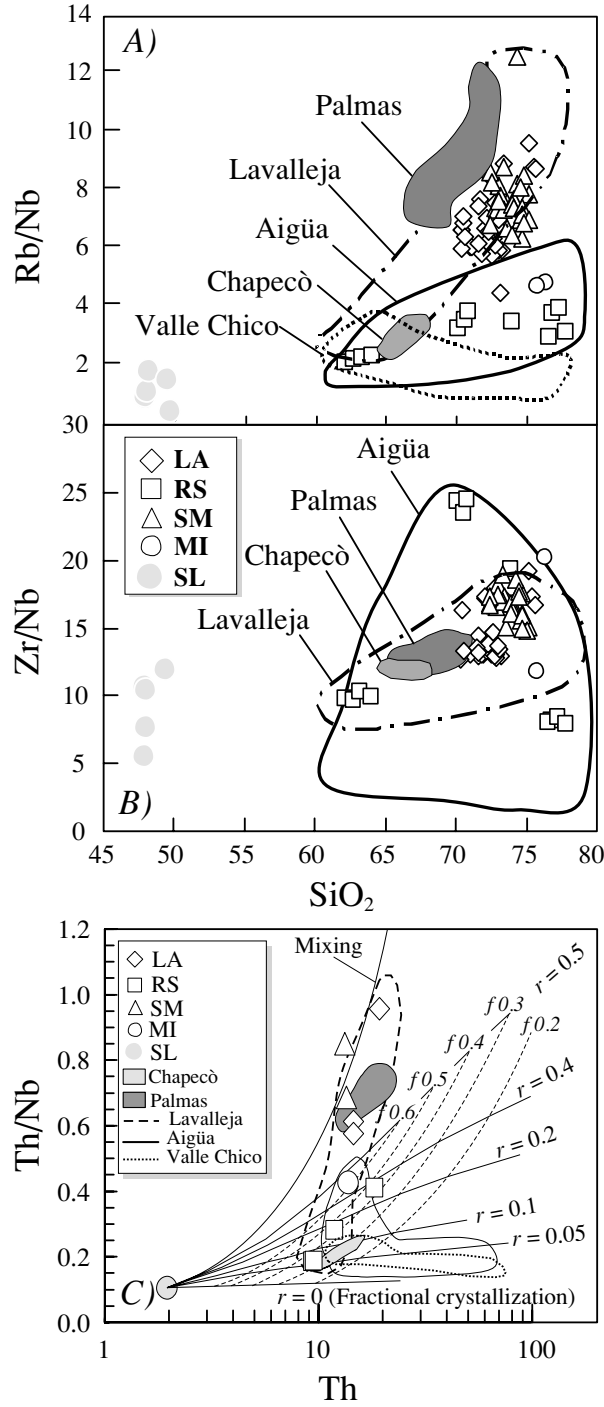 A)
14
12
10
8
6
4
2
Rb/Nb
Palmas
Lavalleja
Aigüa
Chapecò
Valle Chico
B)
30
25
20
15
10
5
0
Zr/Nb
LA
RS
SM
MI
SL
Aigüa
Palmas
Chapecò
Lavalleja
45 50 55 60 65 70 75 80
SiO2
C)
1.2
1.0
0.8
0.6
0.4
0.2
0.0
Th/Nb
LA
RS
SM
MI
SL
Chapecò
Palmas
Lavalleja
Aigüa
Valle Chico
Mixing
r = 0.5
f 0.3
f 0.2
f 0.4
f 0.5
f 0.6
r = 0.4
r = 0.2
r = 0.1
r = 0.05
r = 0 (Fractional crystallization)
1 10 100
Th